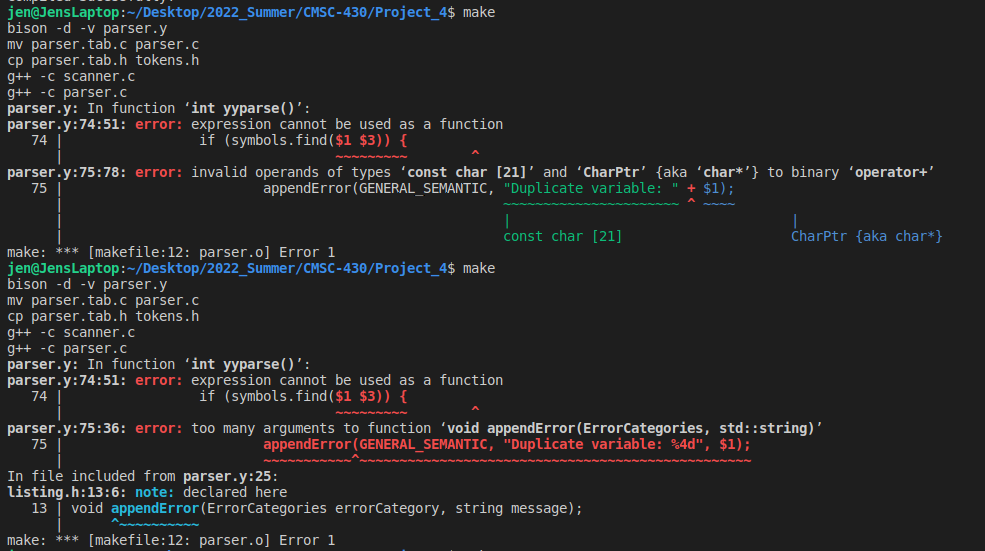 jen@JensLaptop:~/Desktop/2022_Summer/CMSC-430/Project_4$ make
bison -d -v parser.y
mv parser.tab.c parser.c
cp parser.tab.h tokens.h
g++ -c scanner.c
g++ -c parser.c
parser.y: In function ‘int yyparse()’:
parser.y:74:51: error: expression cannot be used as a function
   74 |                 if (symbols.find($1 $3)) {
      |                                  ~~~~~~~~~        ^
parser.y:75:78: error: invalid operands of types ‘const char [21]’ and ‘CharPtr’ {aka ‘char*’} to binary ‘operator+’
   75 |                         appendError(GENERAL_SEMANTIC, "Duplicate variable: " + $1);
      |                                                       ~~~~~~~~~~~~~~~~~~~~~~ ^ ~~~~
      |                                                       |                                   |
      |                                                       const char [21]                     CharPtr {aka char*}
make: *** [makefile:12: parser.o] Error 1
jen@JensLaptop:~/Desktop/2022_Summer/CMSC-430/Project_4$ make
bison -d -v parser.y
mv parser.tab.c parser.c
cp parser.tab.h tokens.h
g++ -c scanner.c
g++ -c parser.c
parser.y: In function ‘int yyparse()’:
parser.y:74:51: error: expression cannot be used as a function
   74 |                 if (symbols.find($1 $3)) {
      |                                  ~~~~~~~~~        ^
parser.y:75:36: error: too many arguments to function ‘void appendError(ErrorCategories, std::string)’
   75 |                         appendError(GENERAL_SEMANTIC, "Duplicate variable: %4d", $1);
      |                         ~~~~~~~~~~~^~~~~~~~~~~~~~~~~~~~~~~~~~~~~~~~~~~~~~~~~~~~~~~~~~
In file included from parser.y:25:
listing.h:13:6: note: declared here
   13 | void appendError(ErrorCategories errorCategory, string message);
      |      ^~~~~~~~~~~
make: *** [makefile:12: parser.o] Error 1